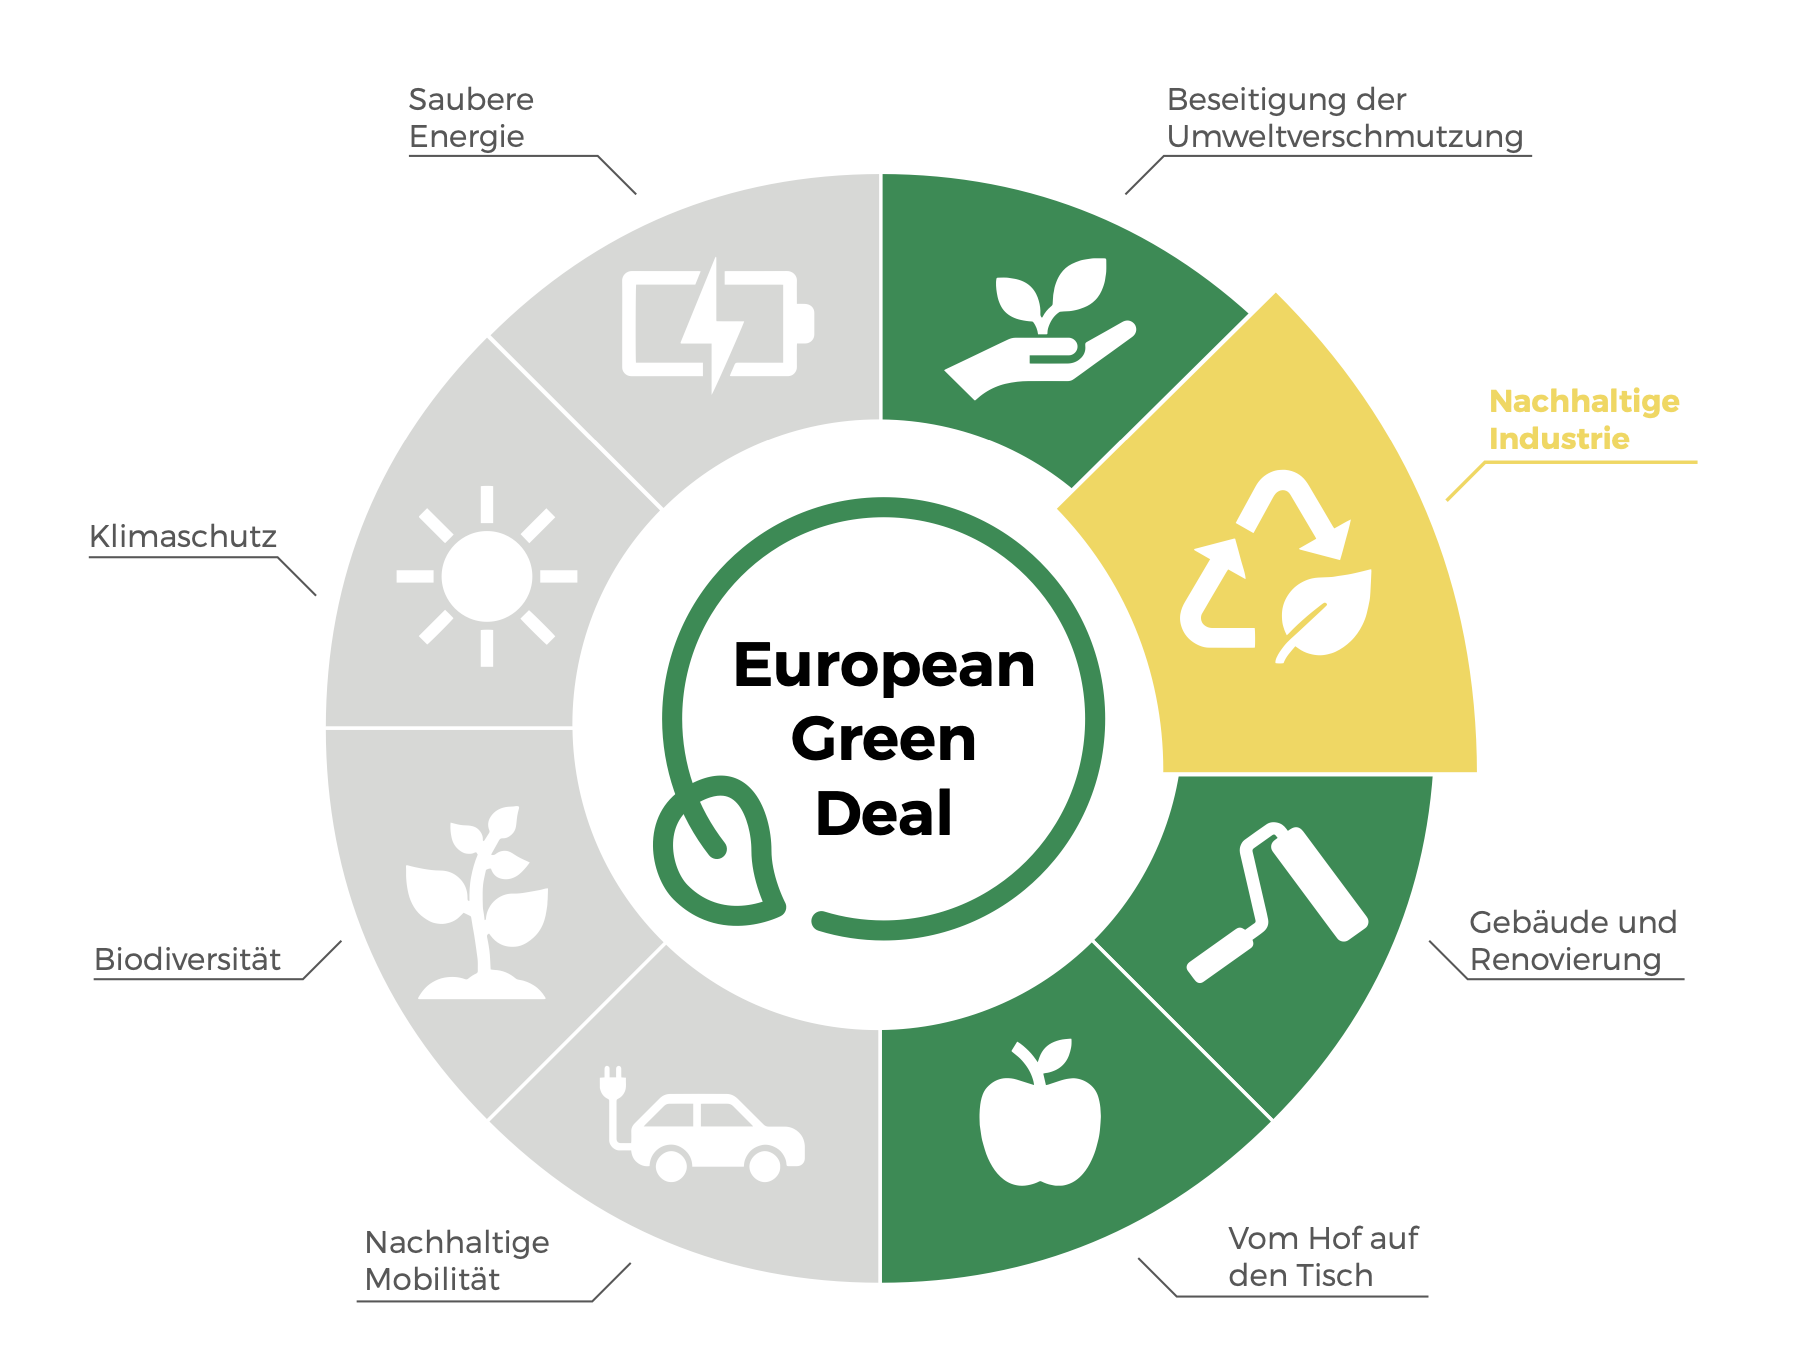 Saubere
Energie
Beseitigung der
Umweltverschmutzung
Nachhaltige
Industrie
Klimaschutz
European
Green
Deal
Biodiversität
Gebäude und
Renovierung
Nachhaltige
Mobilität
Vom Hof auf
den Tisch